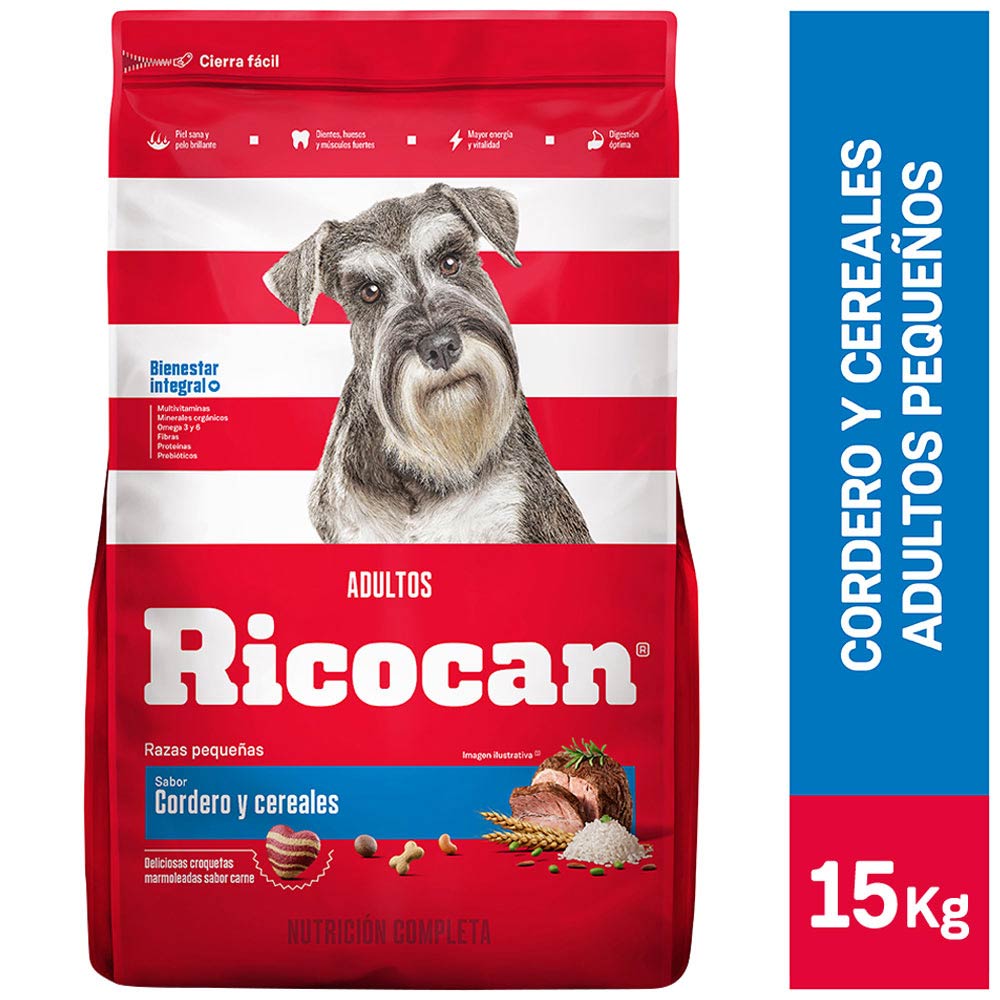 Cierra fácil
Piel sana y
pelo brillante
Dientes, huesos
y músculos fuertes
Mayor energía
y vitalidad
Digestión
óptima
Bienestar
integral
Multivitaminas
Minerales orgánicos
Omega 3 y 6
Fibras
Proteínas
Prebióticos
ADULTOS
Ricocan®
Razas pequeñas
Imagen ilustrativa
Sabor
Cordero y cereales
Deliciosas croquetas
marmoleadas sabor carne
NUTRICIÓN COMPLETA
CORDERO Y CEREALES
ADULTOS PEQUEÑOS
15Kg